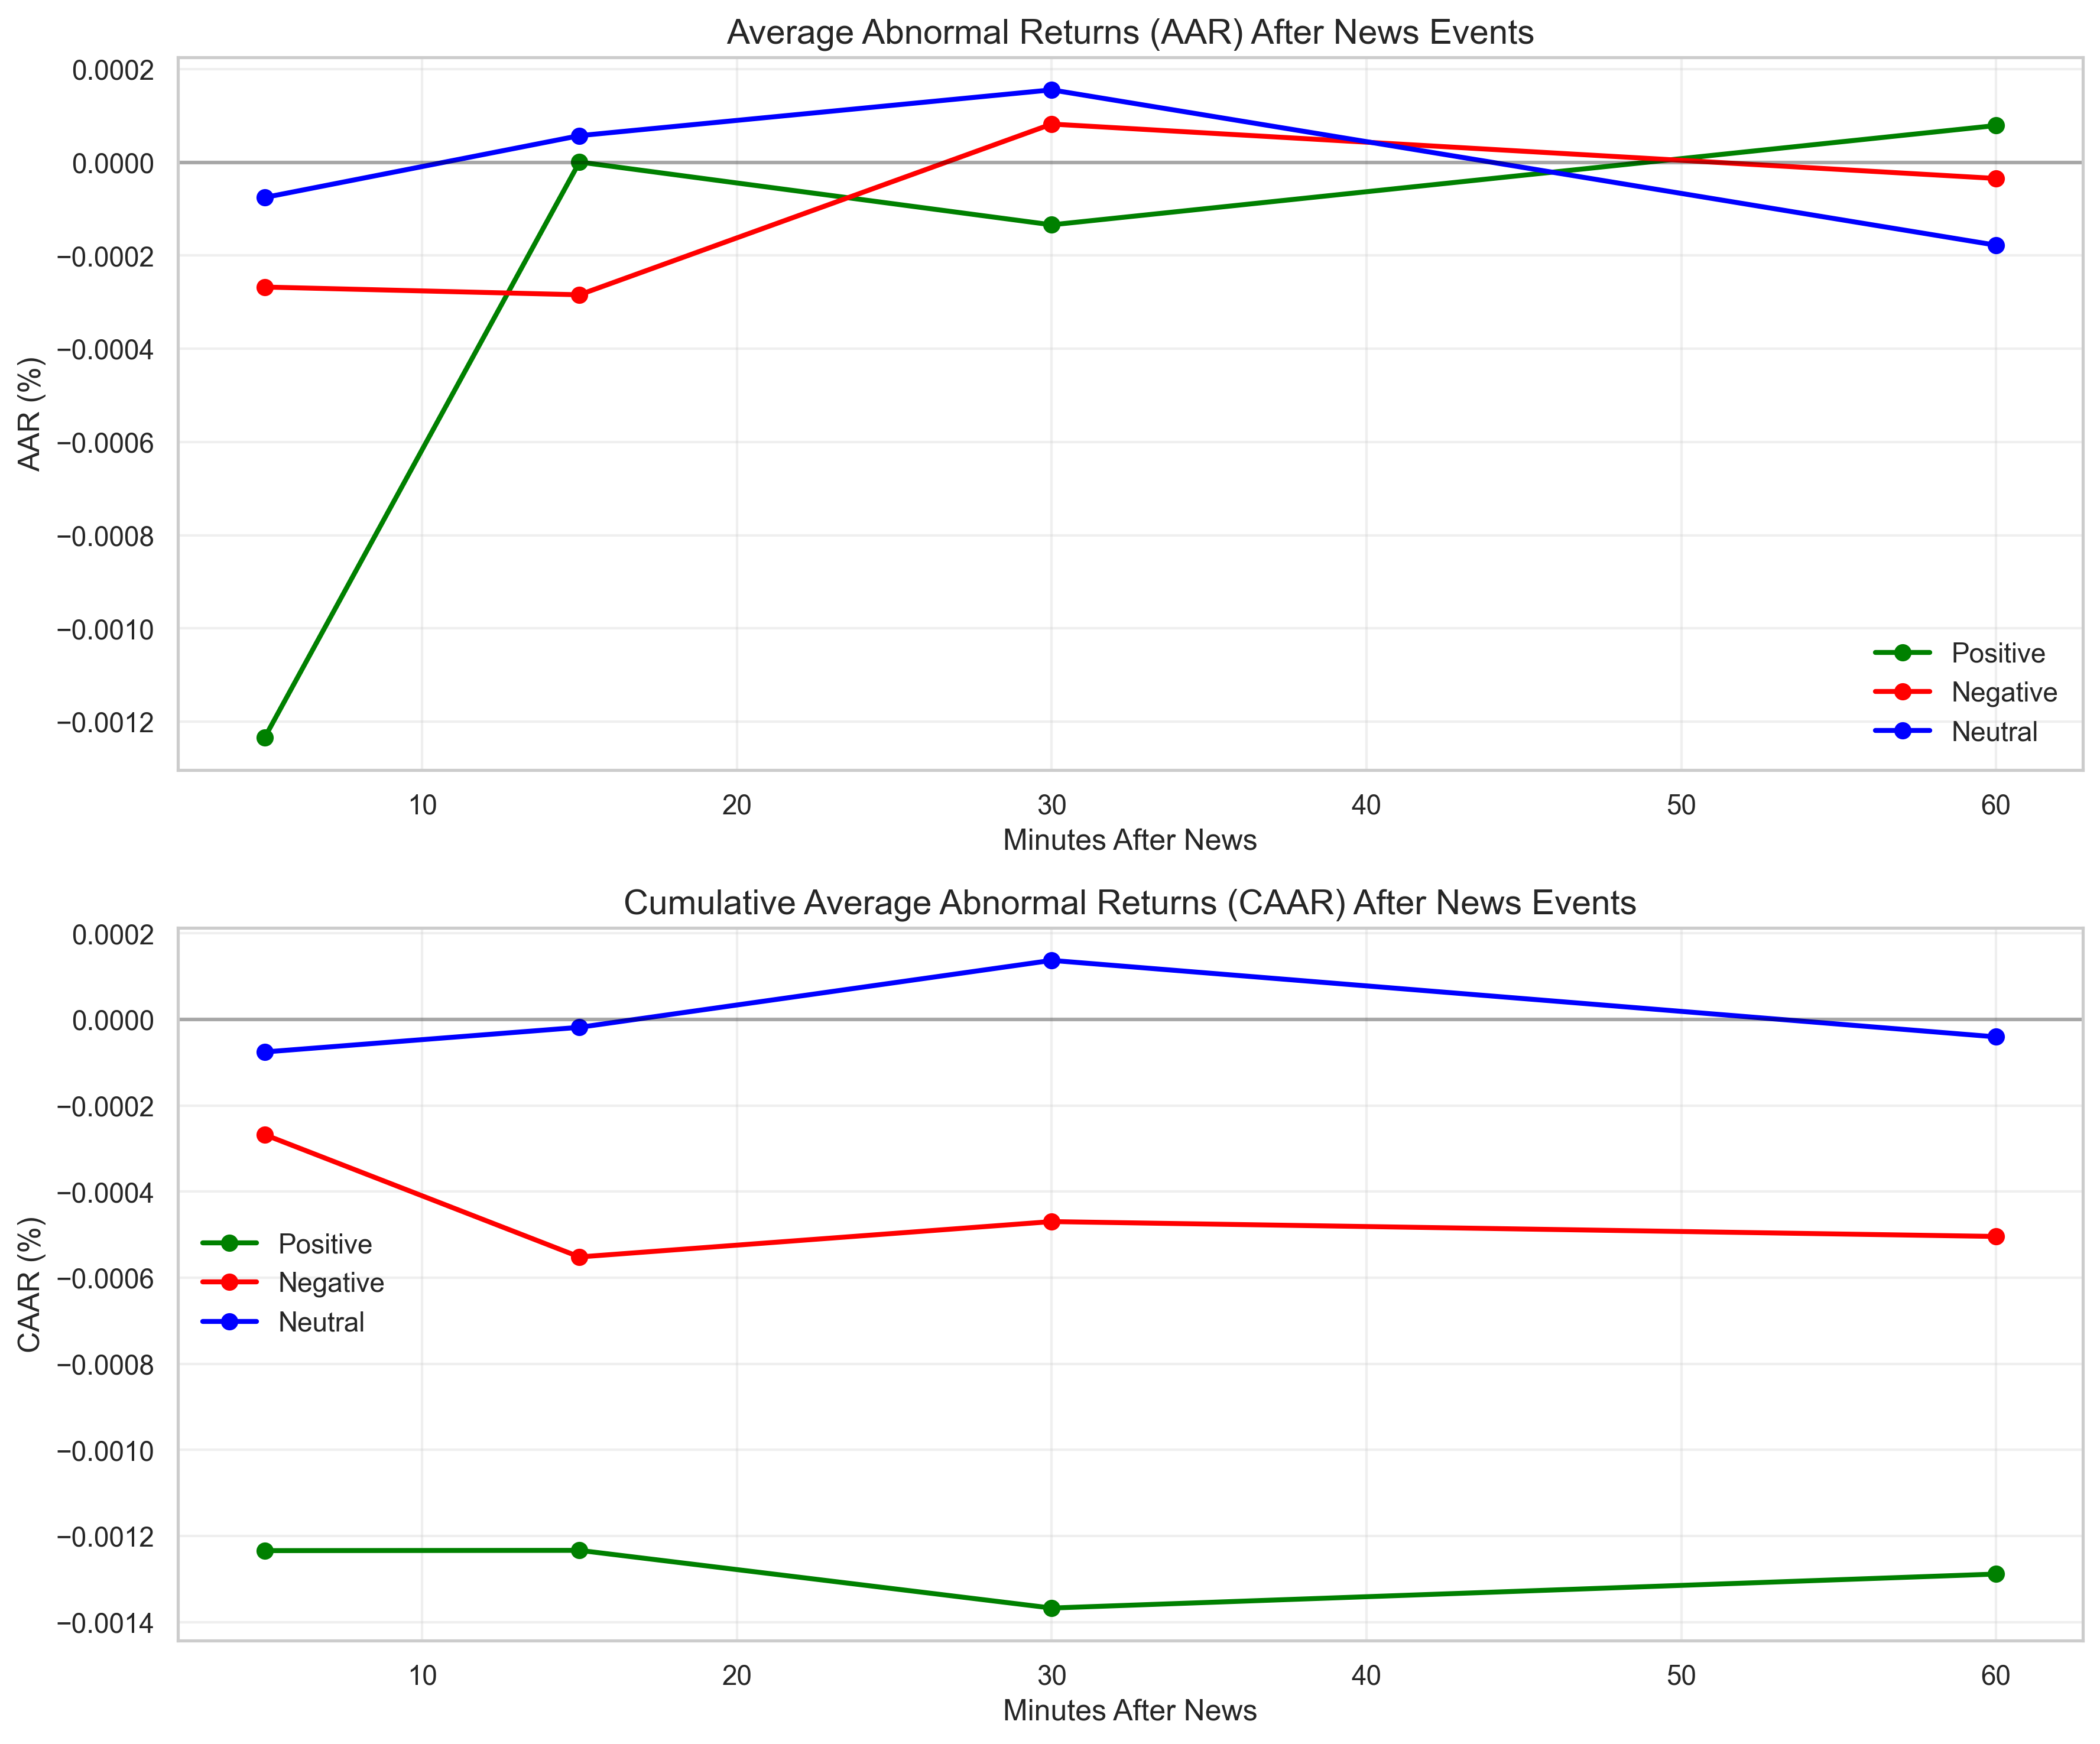 Average Abnormal Returns (AAR) After News Events
0.0002
0.0000
−0.0002
−0.0004
−0.0006
−0.0008
−0.0010
−0.0012
AAR (%)
Positive
Negative
Neutral
10 20 30 40 50 60
Minutes After News
Cumulative Average Abnormal Returns (CAAR) After News Events
0.0002
0.0000
−0.0002
−0.0004
−0.0006
−0.0008
−0.0010
−0.0012
−0.0014
CAAR (%)
Positive
Negative
Neutral
10 20 30 40 50 60
Minutes After News